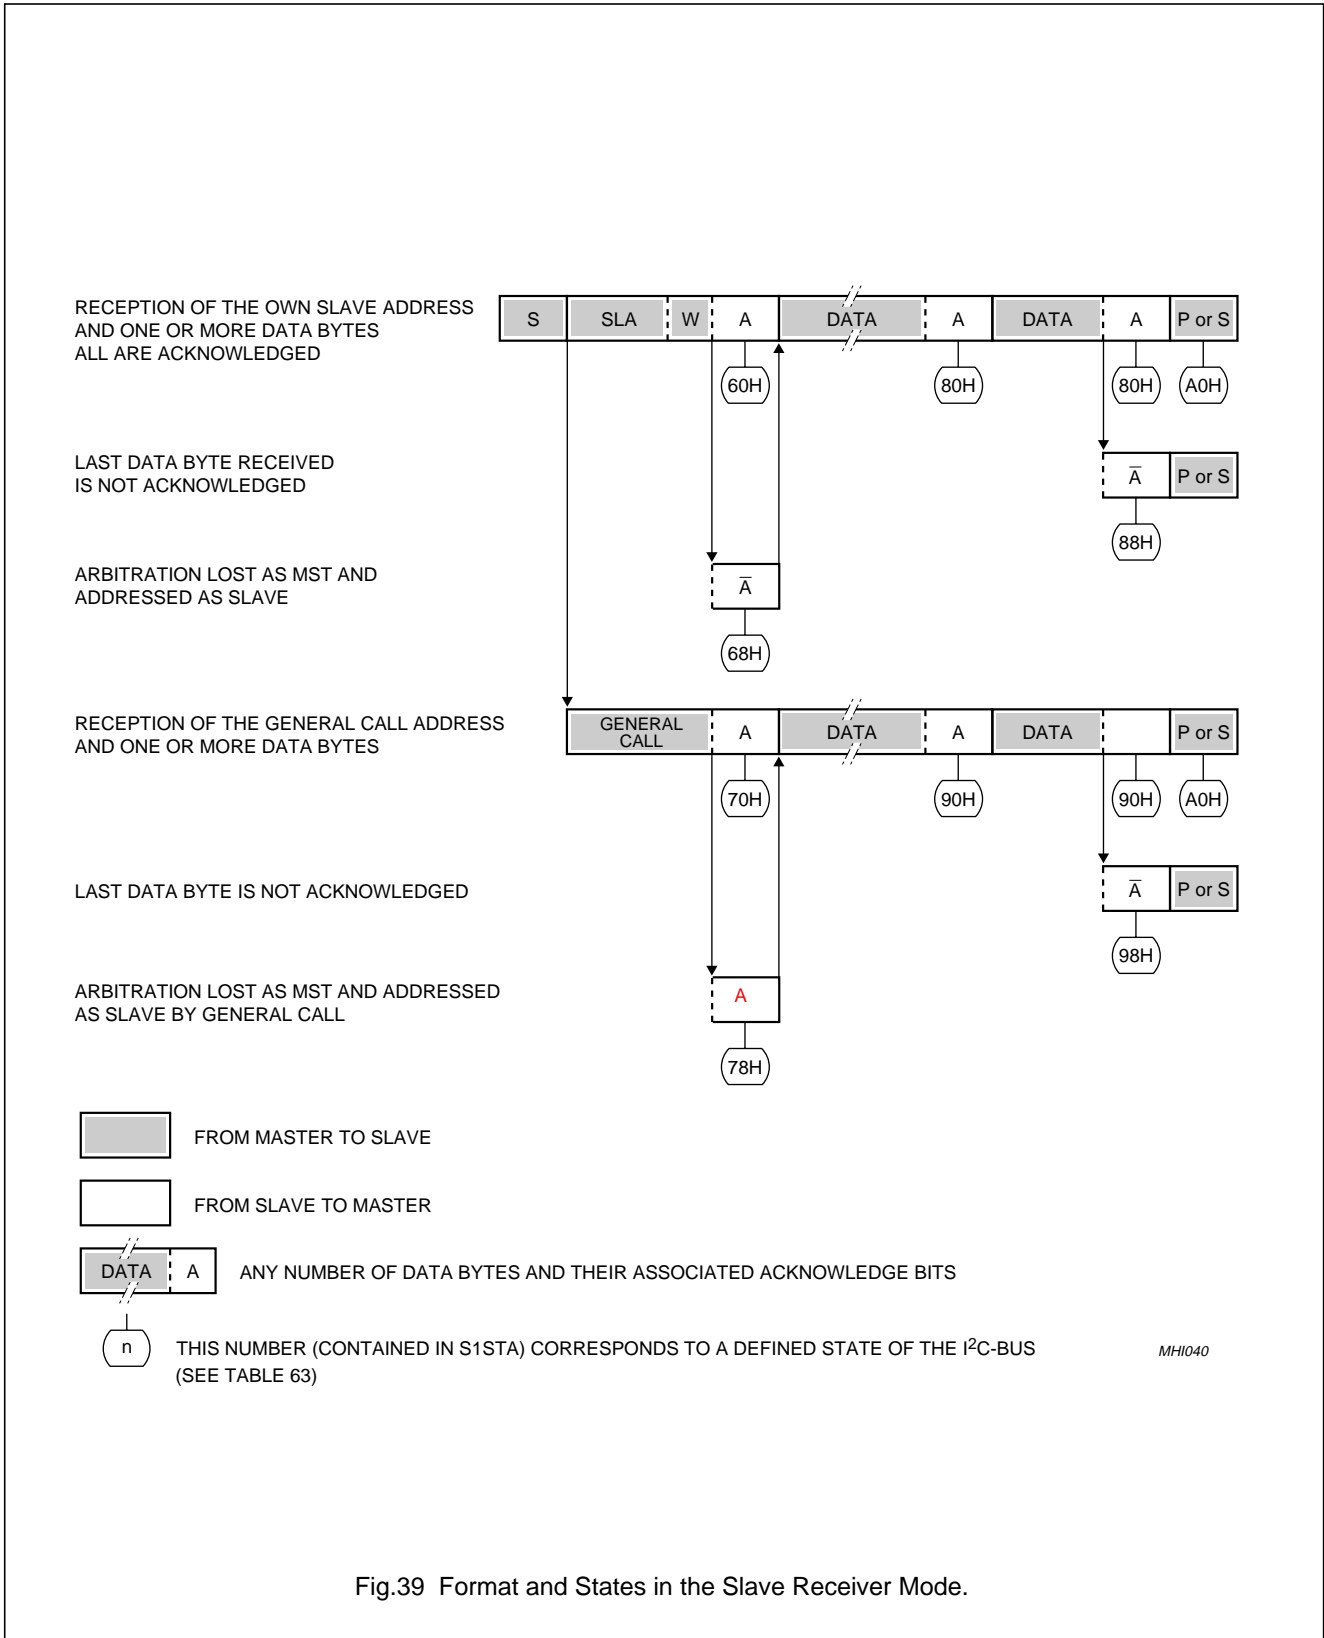 RECEPTION OF THE OWN SLAVE ADDRESS
AND ONE OR MORE DATA BYTES
ALL ARE ACKNOWLEDGED
S SLA W A DATA A DATA A P or S
60H 80H 80H A0H
LAST DATA BYTE RECEIVED
IS NOT ACKNOWLEDGED
A̅ P or S
88H
ARBITRATION LOST AS MST AND
ADDRESSED AS SLAVE
A̅
68H
RECEPTION OF THE GENERAL CALL ADDRESS
AND ONE OR MORE DATA BYTES
GENERAL
CALL
A DATA A DATA P or S
70H 90H 90H A0H
LAST DATA BYTE IS NOT ACKNOWLEDGED
A̅ P or S
98H
ARBITRATION LOST AS MST AND ADDRESSED
AS SLAVE BY GENERAL CALL
A
78H
FROM MASTER TO SLAVE
FROM SLAVE TO MASTER
DATA A ANY NUMBER OF DATA BYTES AND THEIR ASSOCIATED ACKNOWLEDGE BITS
n THIS NUMBER (CONTAINED IN S1STA) CORRESPONDS TO A DEFINED STATE OF THE I²C-BUS
(SEE TABLE 63)
MHI040
Fig.39 Format and States in the Slave Receiver Mode.